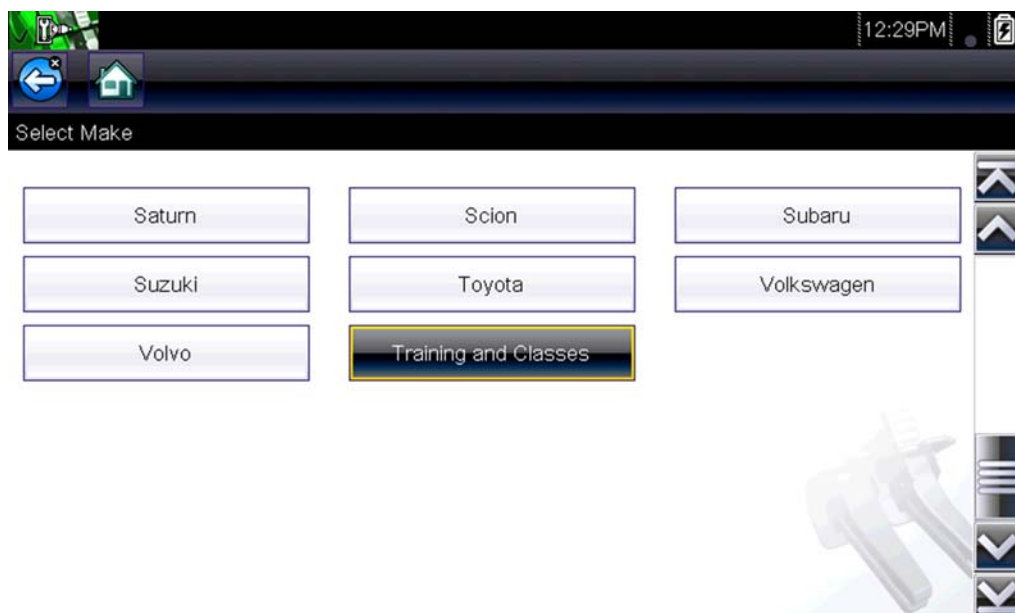 12:29PM
Select Make
Saturn Scion Subaru
Suzuki Toyota Volkswagen
Volvo Training and Classes